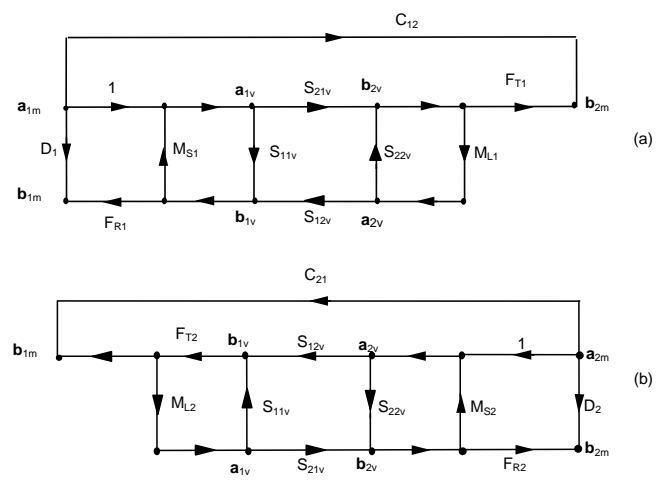 C12
a1m 1 a1v S21v b2v FT1 b2m
D1 MS1 S11v S22v ML1 (a)
b1m FR1 b1v S12v a2v
C21
b1m FT2 b1v S12v a2v 1 a2m
ML2 S11v S22v MS2 D2 (b)
a1v S21v b2v FR2 b2m